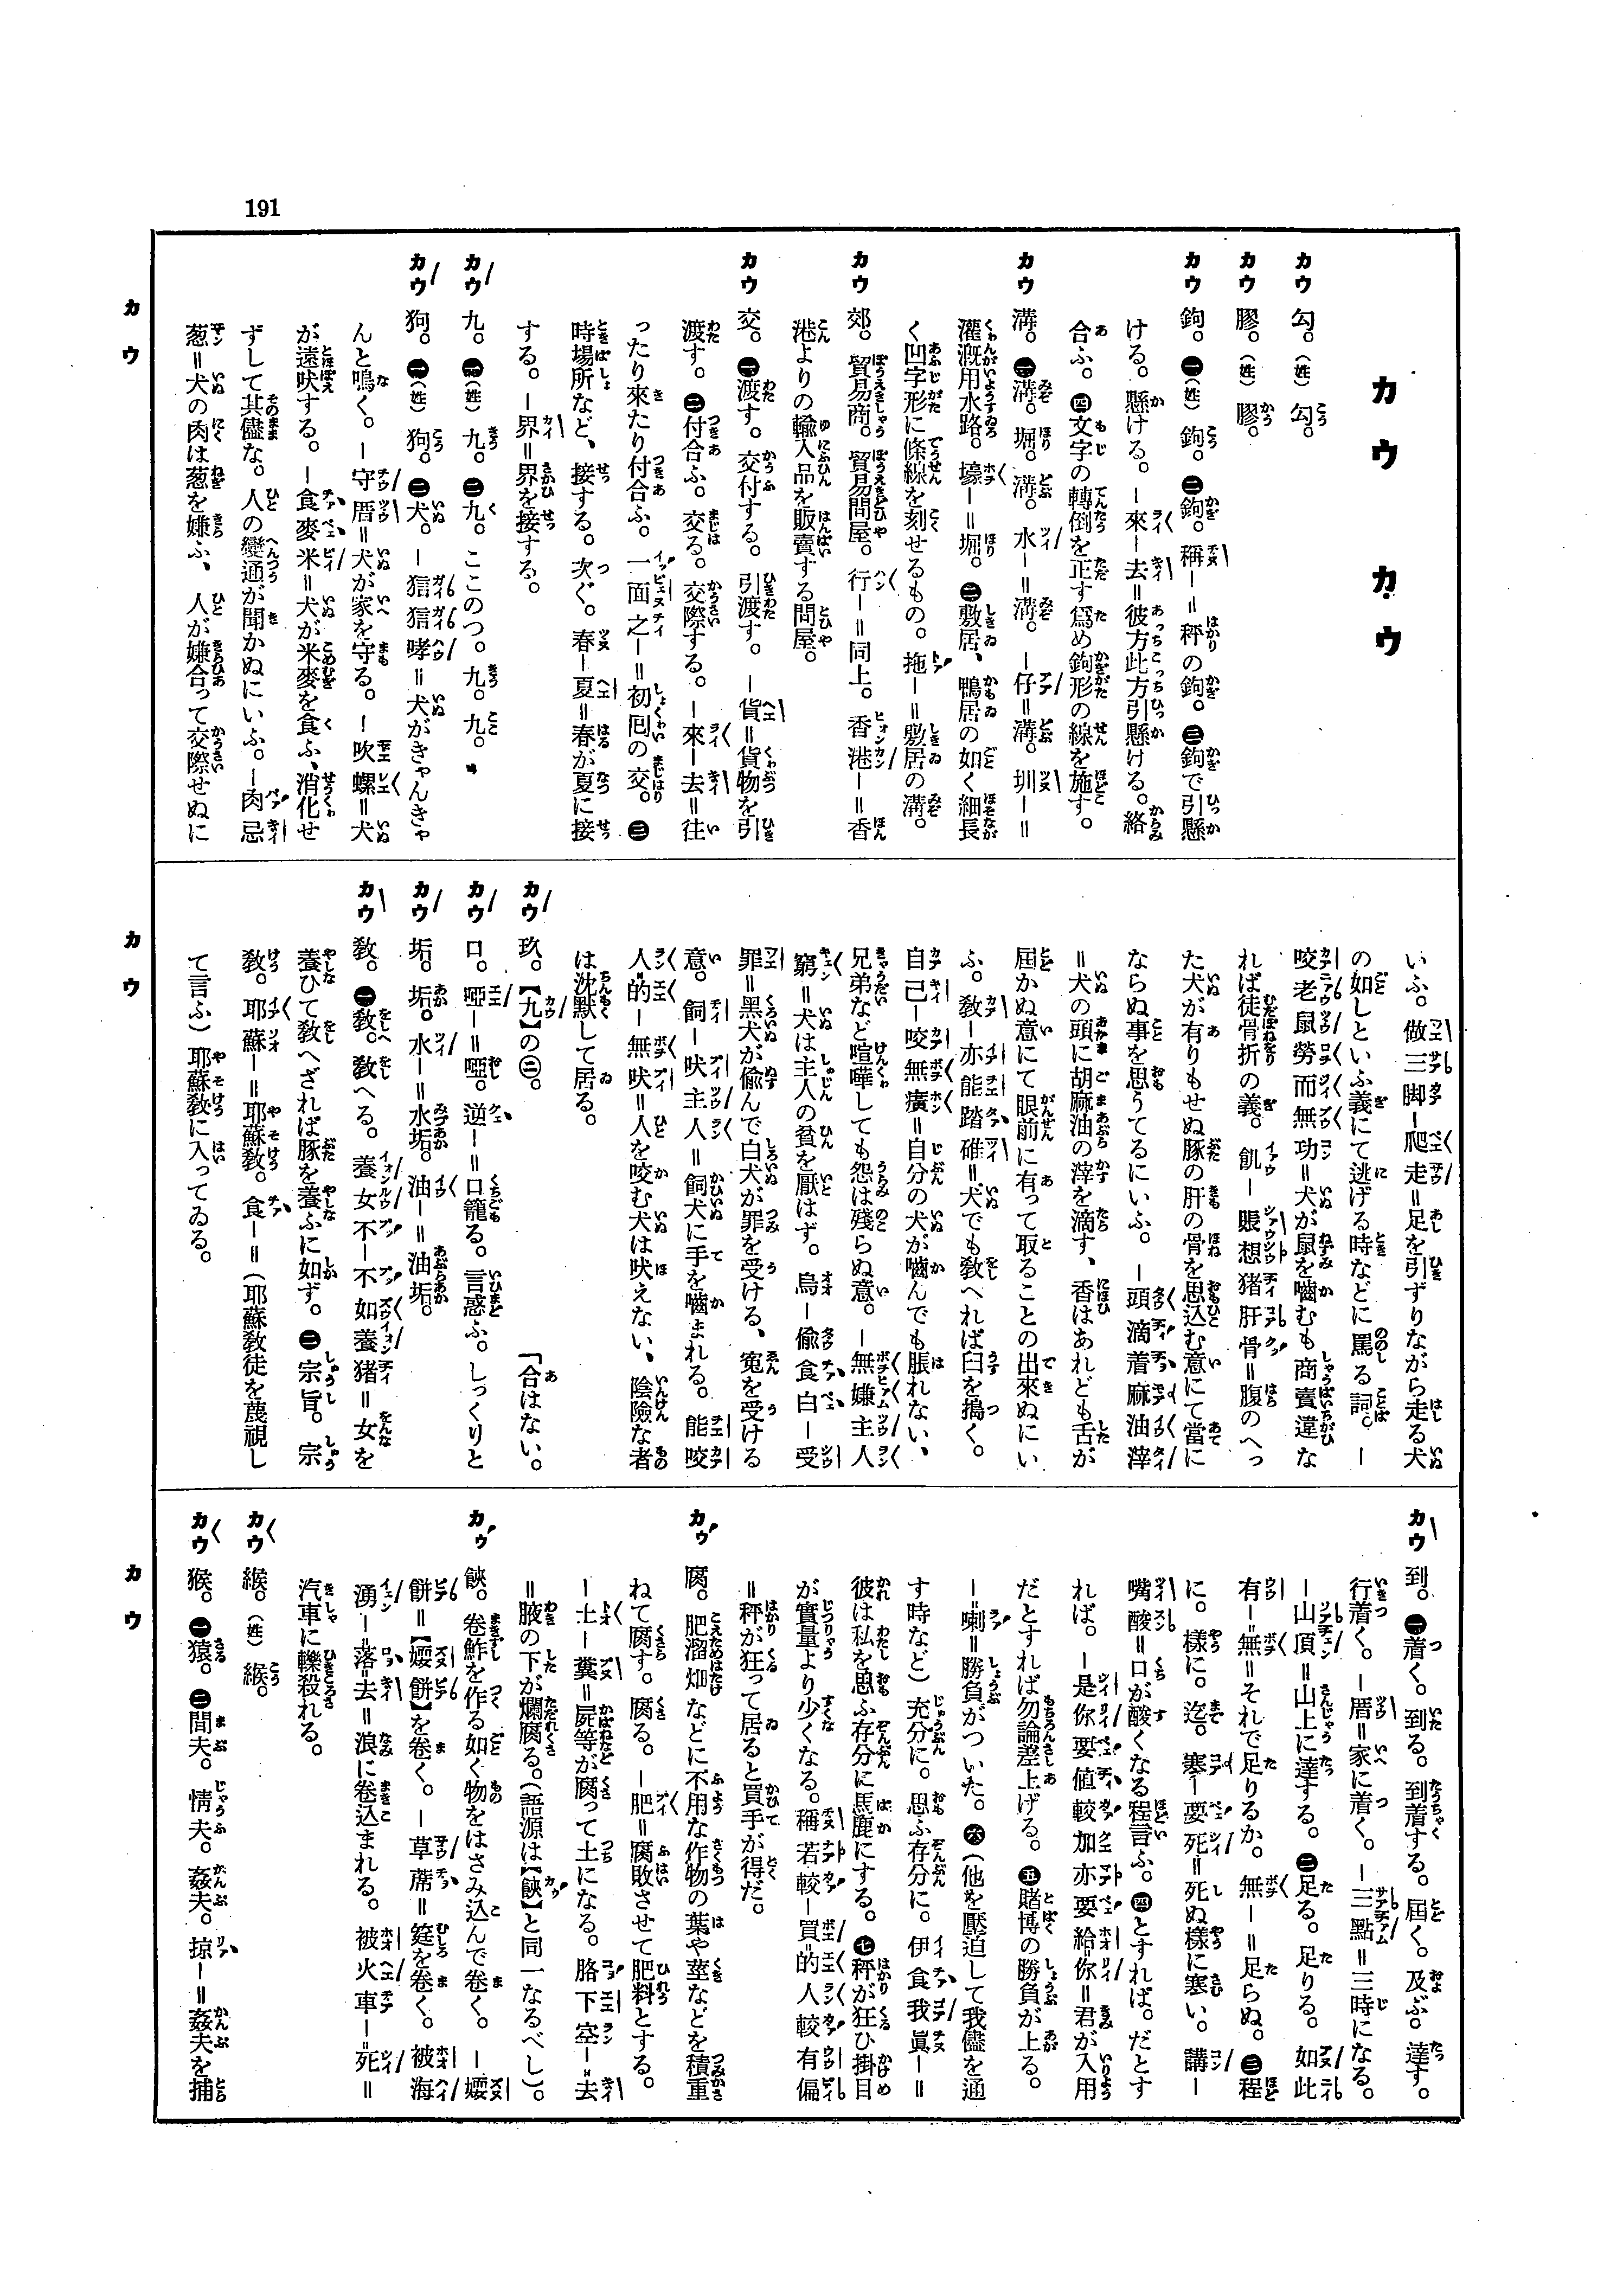 191
カウ カウ
カウ 勾。(姓) 勾。
カウ 膠。(姓) 膠。
カウ 鉤。㊀(姓) 鉤。㊁鉤。稱ー＝秤の鉤。㊂鉤で引懸
ける。懸ける。ー來ー去＝彼方此方引懸ける。絡
合ふ。㊃文字の轉倒を正す爲め鉤形の線を施す。
カウ 溝。㊀溝。堀。溝。水ー＝溝。ー仔＝溝。圳ー＝
灌漑用水路。壕ー＝堀。㊁敷居、鴨居の如く細長
く凹字形に條線を刻せるもの。拖ー＝敷居の溝。
カウ 郊。貿易商。貿易問屋。行ー＝同上。香港ー＝香
港よりの輸入品を販賣する問屋。
カウ 交。㊀渡す。交付する。引渡す。ー貨＝貨物を引
渡す。㊁付合ふ。交る。交際する。ー來ー去＝往
ったり來たり付合ふ。一面之ー＝初囘の交。㊂
時場所など、接する。次ぐ。春ー夏＝春が夏に接
する。ー界＝界を接する。
カウ 九。㊀(姓) 九。㊁九。ここのつ。九。九。
カウ 狗。㊀(姓) 狗。㊁犬。ー狺狺哮＝犬がきゃんきゃ
んと鳴く。ー守厝＝犬が家を守る。ー吹螺＝犬
が遠吠する。ー食麥米＝犬が米麥を食ふ、消化せ
ずして其儘な。人の變通が聞かぬにいふ。ー肉忌
葱＝犬の肉は葱を嫌ふ、人が嫌合って交際せぬに
カウ
いふ。做三脚ー爬走＝足を引ずりながら走る犬
の如しといふ義にて逃げる時などに罵る詞。ー
咬老鼠勞而無功＝犬が鼠を嚙むも商賣違な
れば徒骨折の義。飢ー賬想猪肝骨＝腹のへっ
た犬が有りもせぬ豚の肝の骨を思込む意にて當に
ならぬ事を思うてるにいふ。ー頭滴着麻油滓
＝犬の頭に胡麻油の滓を滴す、香はあれども舌が
屆かぬ意にて眼前に有って取ることの出來ぬにい
ふ。敎ー亦能踏碓＝犬でも敎へれば臼を搗く。
自己ー咬無癀＝自分の犬が嚙んでも脹れない、
兄弟など喧嘩しても怨は殘らぬ意。ー無嫌主人
窮＝犬は主人の貧を厭はず。烏ー偷食白ー受
罪＝黑犬が偷んで白犬が罪を受ける、寃を受ける
意。飼ー吠主人＝飼犬に手を嚙まれる。能咬
人的ー無吠＝人を咬む犬は吠えない、陰險な者
は沈默して居る。
カウ 玖。【九】の㊁。 「合はない。
カウ 口。啞ー＝啞。逆ー＝口籠る。言惑ふ。しっくりと
カウ 垢。垢。水ー＝水垢。油ー＝油垢。
カウ 敎。㊀敎。敎へる。養女不ー不如養猪＝女を
養ひて敎へざれば豚を養ふに如ず。㊁宗旨。宗
敎。耶蘇ー＝耶蘇敎。食ー＝(耶蘇敎徒を蔑視し
て言ふ) 耶蘇敎に入ってゐる。
カウ
カウ 到。㊀着く。到る。到着する。屆く。及ぶ。達す。
行着く。ー厝＝家に着く。ー三點＝三時になる。
ー山頂＝山上に達する。㊁足る。足りる。如此
有ー無＝それで足りるか。無ー＝足らぬ。㊂程
に。樣に。迄。寒ー要死＝死ぬ樣に寒い。講ー
嘴酸＝口が酸くなる程言ふ。㊃とすれば。だとす
れば。ー是你要値較加亦要給你＝君が入用
だとすれば勿論差上げる。㊄賭博の勝負が上る。
ー喇＝勝負がついた。㊅(他を壓迫して我儘を通
す時など) 充分に。思ふ存分に。伊食我眞ー＝
彼は私を思ふ存分に馬鹿にする。㊆秤が狂ひ掛目
が實量より少くなる。稱若較ー買的人較有偏
＝秤が狂って居ると買手が得だ。
カウ 腐。肥溜畑などに不用な作物の葉や莖などを積重
ねて腐す。腐る。ー肥＝腐敗させて肥料とする。
ー土ー糞＝屍等が腐って土になる。胳下空ー去
＝腋の下が爛腐る。(語源は【餃】と同一なるべし)。
カウ 餃。卷鮓を作る如く物をはさみ込んで卷く。ー㜶
餅＝【㜶餅】を卷く。ー草蓆＝筵を卷く。被海
湧ー落去＝浪に卷込まれる。被火車ー死＝
汽車に轢殺れる。
カウ 緱。(姓) 緱。
カウ 猴。㊀猿。㊁間夫。情夫。姦夫。掠ー＝姦夫を捕
カウ